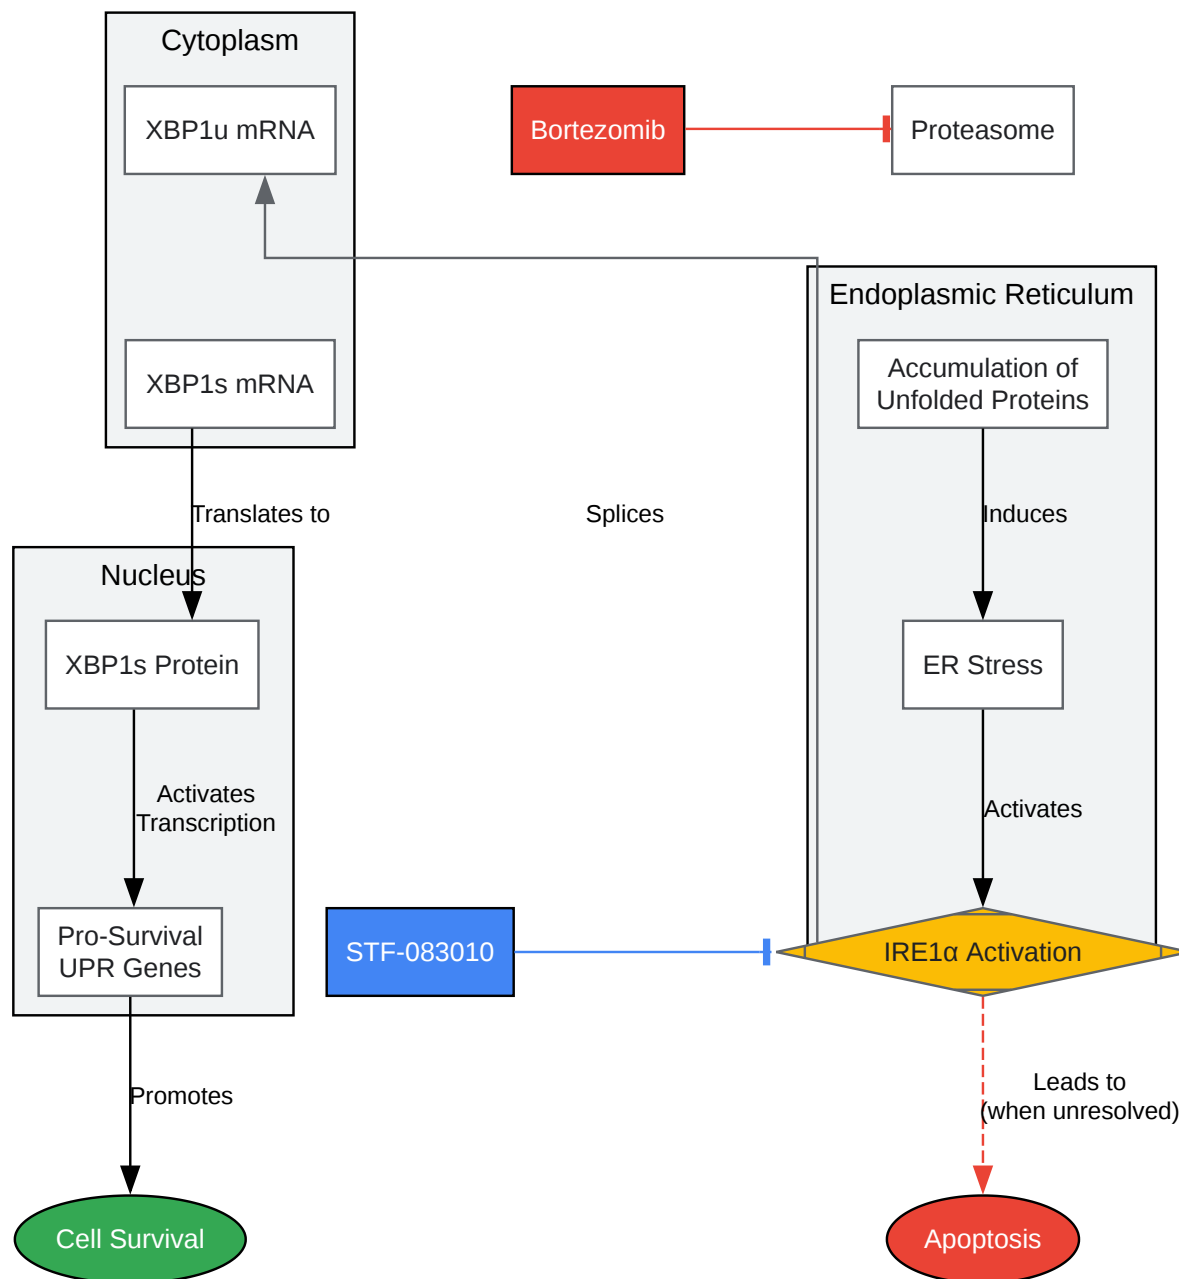 Cytoplasm
XBP1u mRNA
Bortezomib
Proteasome
Endoplasmic Reticulum
XBP1s mRNA
Accumulation of
Unfolded Proteins
Translates to
Splices
Induces
Nucleus
XBP1s Protein
ER Stress
Activates
Transcription
Activates
Pro-Survival
UPR Genes
STF-083010
IRE1α Activation
Promotes
Leads to
(when unresolved)
Cell Survival
Apoptosis